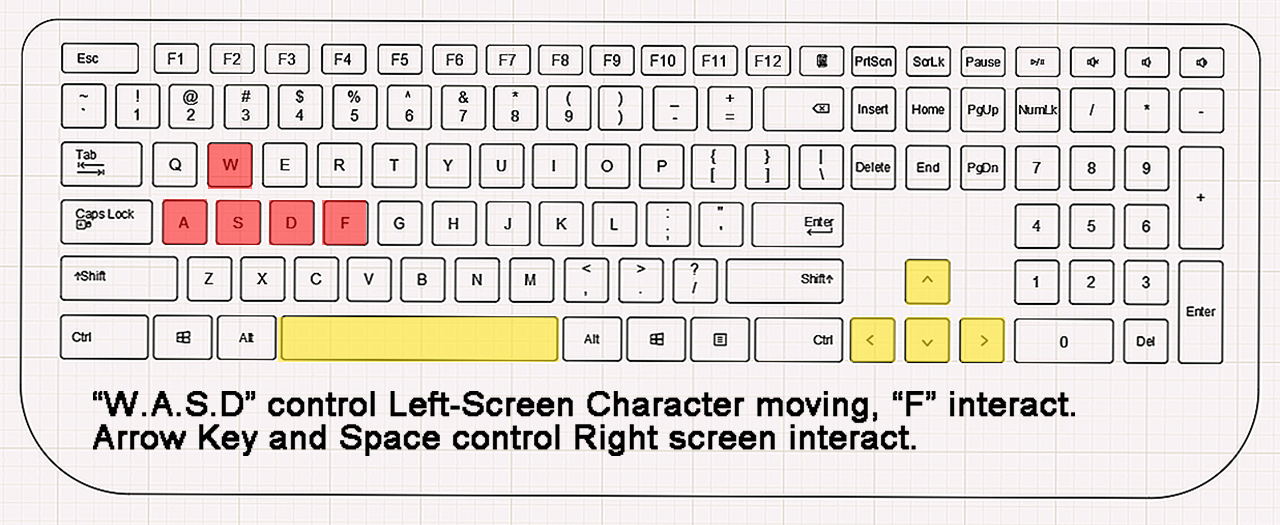 Esc F1 F2 F3 F4 F5 F6 F7 F8 F9 F10 F11 F12 PrtScn ScrLk Pause
~ ! @ # $ % ^ & * ( ) _ +
` 1 2 3 4 5 6 7 8 9 ) - = Insert Home PgUp NumLk / * -
Tab Q W E R T Y U I O P { } |
[ ] \ Delete End PgDn 7 8 9 +
Caps Lock A S D F G H J K L : " Enter 4 5 6
; '
Shift Z X C V B N M < > ? Shift 1 2 3 Enter
, . /
Ctrl Alt Alt Ctrl 0 Del
“W.A.S.D” control Left-Screen Character moving, “F” interact.
Arrow Key and Space control Right screen interact.